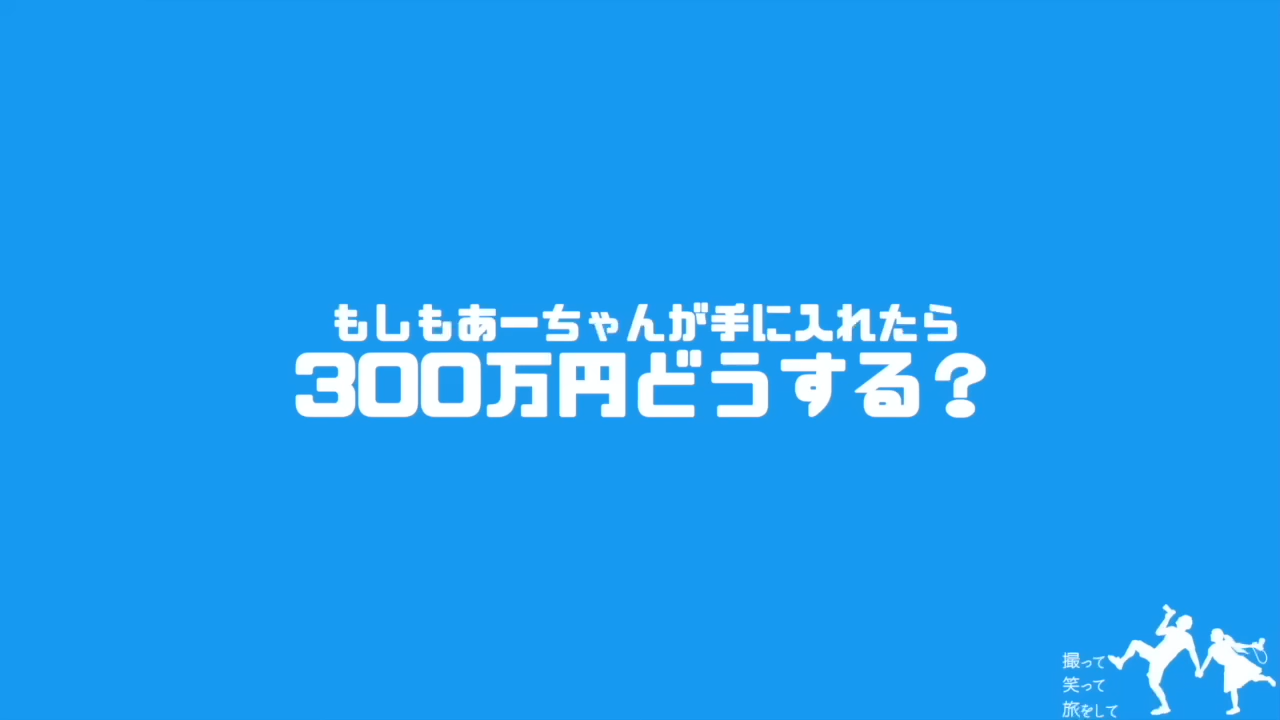 もしもあーちゃんが手に入れたら
300万円どうする？
撮って
笑って
旅をして